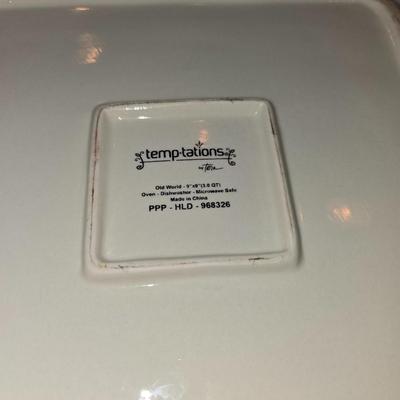 temp·tations
by Tara
Old World - 9"x9" (3.0 QT)
Oven - Dishwasher - Microwave Safe
Made in China
PPP - HLD - 968326